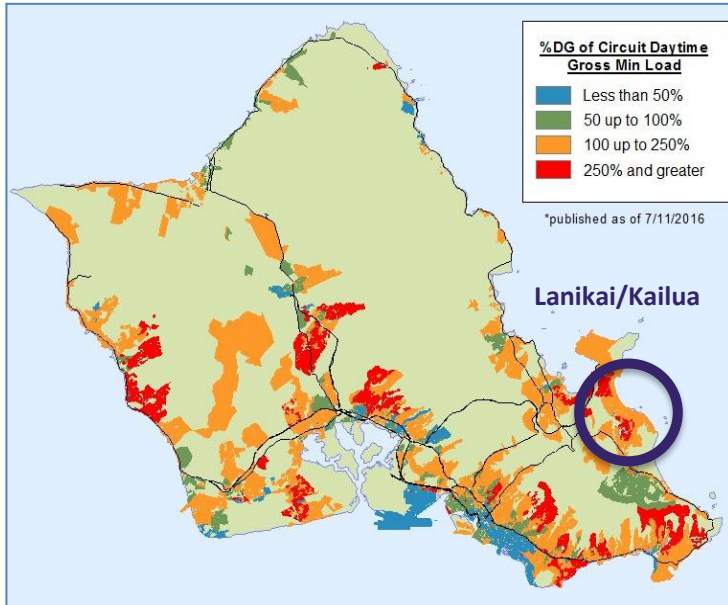 %DG of Circuit Daytime
Gross Min Load
Less than 50%
50 up to 100%
100 up to 250%
250% and greater
*published as of 7/11/2016
Lanikai/Kailua